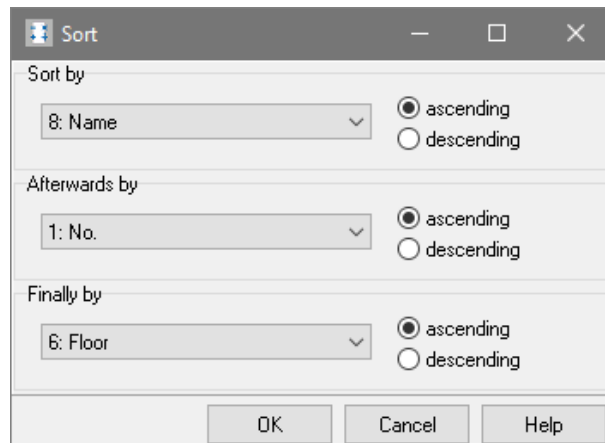 Sort
Sort by
8: Name
ascending
descending
Afterwards by
1: No.
ascending
descending
Finally by
6: Floor
ascending
descending
OK Cancel Help